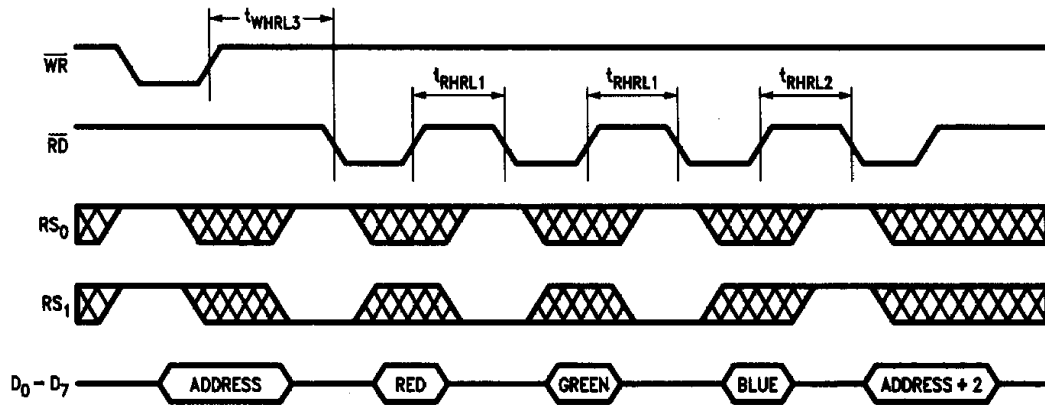 tWHRL3
WR
tRHRL1 tRHRL1 tRHRL2
RD
RS0
RS1
D0 – D7 ADDRESS RED GREEN BLUE ADDRESS + 2